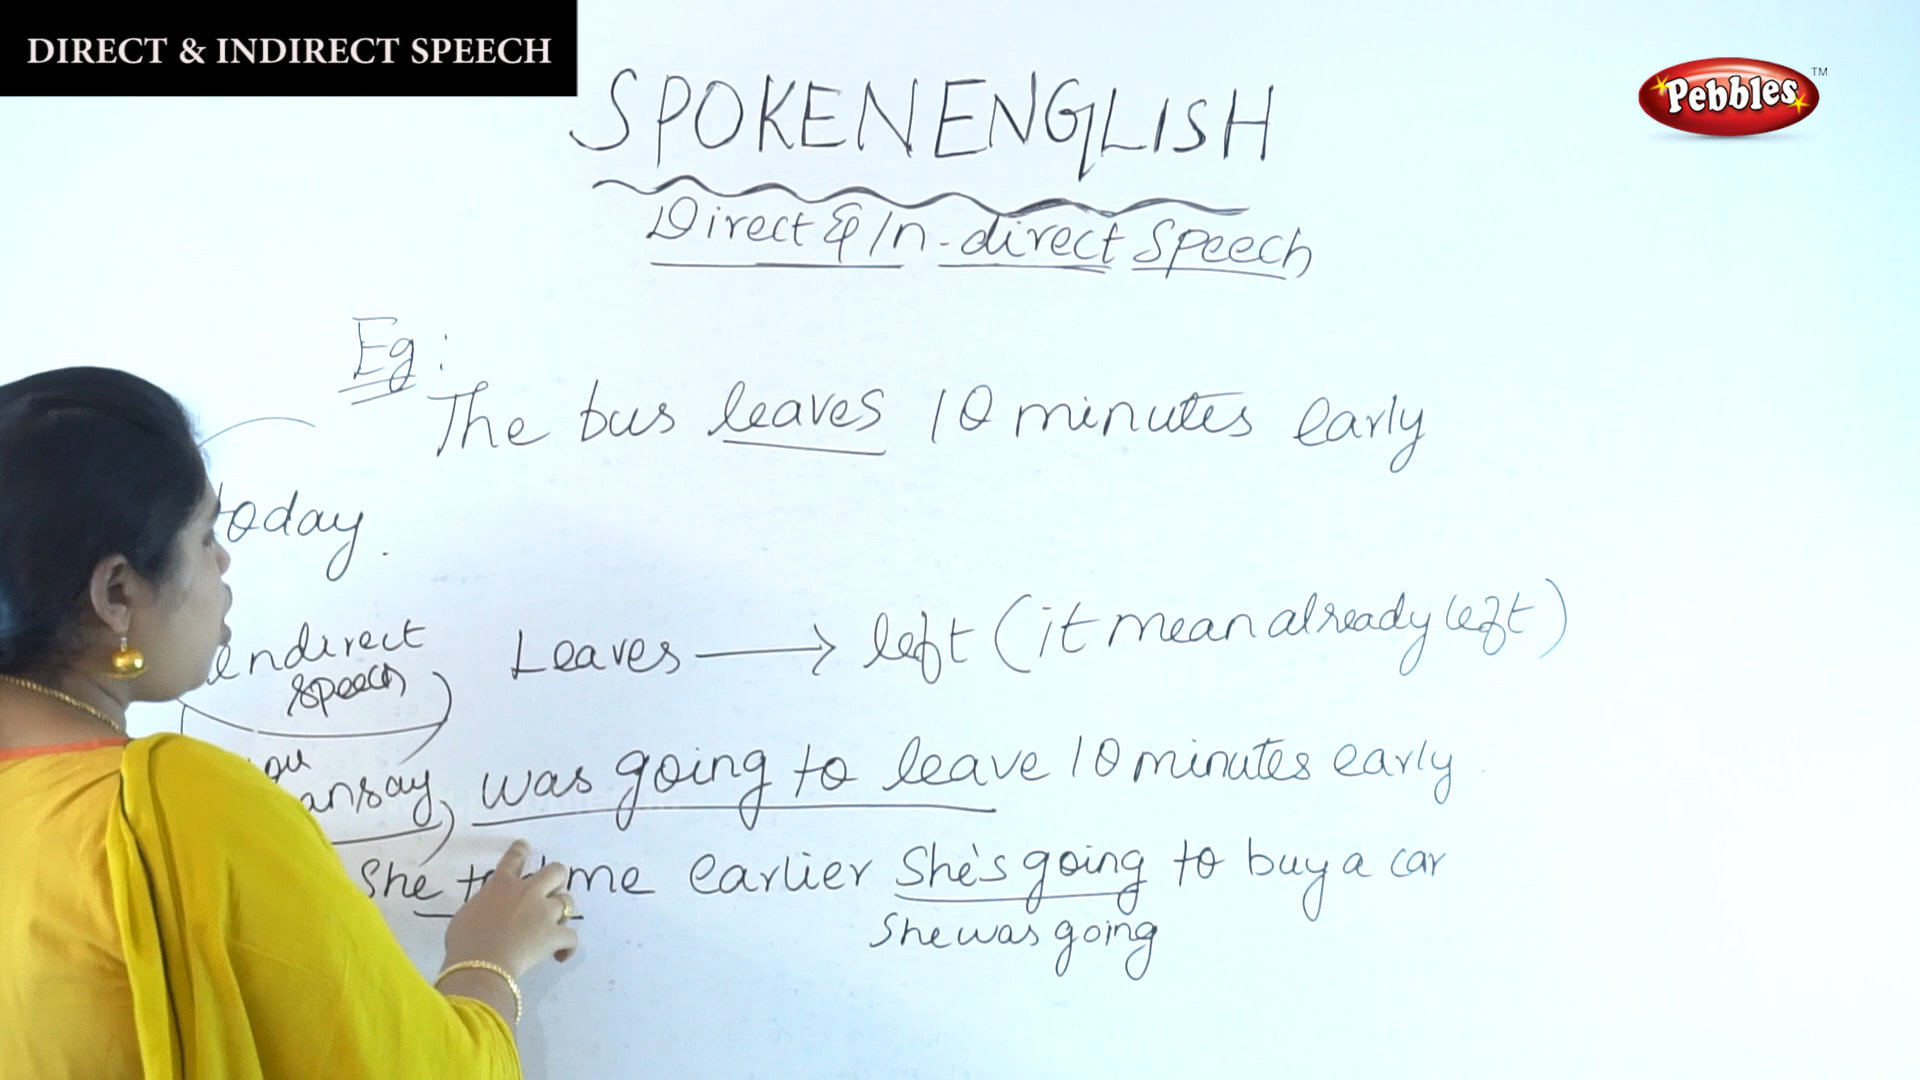 DIRECT & INDIRECT SPEECH
Pebbles TM
SPOKEN ENGLISH
Direct & In-direct Speech
Eg:
The bus leaves 10 minutes early
today.
indirect speech
Leaves → left (it mean already left)
was going to leave 10 minutes early
She me earlier She's going to buy a car
She was going